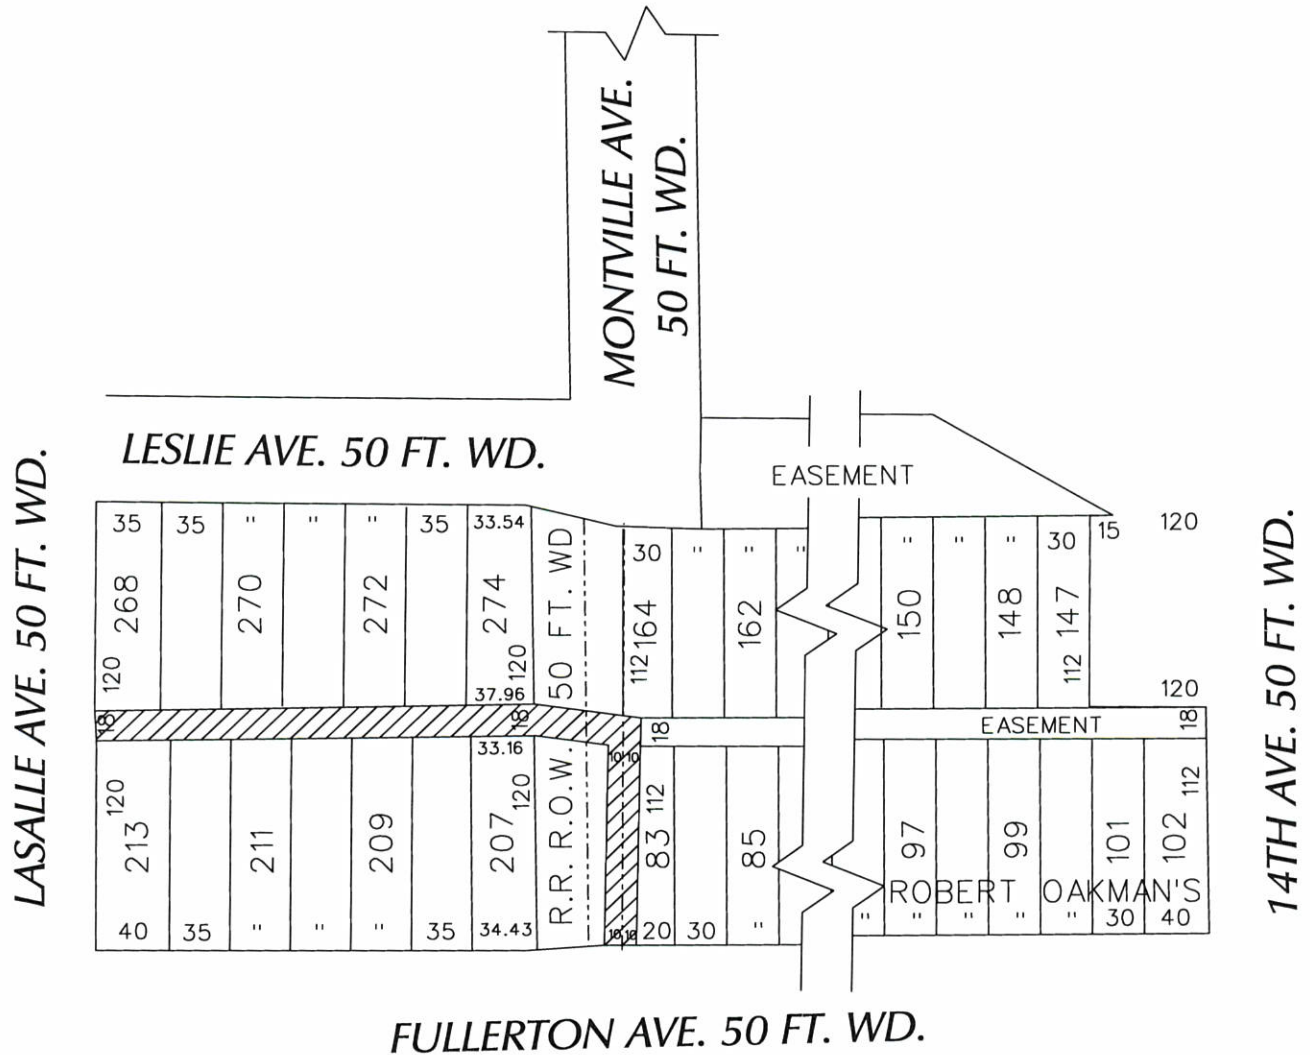 MONTVILLE AVE.
50 FT. WD.
LESLIE AVE. 50 FT. WD.
EASEMENT
LASALLE AVE. 50 FT. WD.
14TH AVE. 50 FT. WD.
35 35 " " " 35 33.54
30 " " "
" " " 30 15 120
268 270 272 274
50 FT. WD
164 162 150 148 147
120 120 112 112
37.96
120
18 18 18
EASEMENT 18
33.16
10 10
120 120 112 112
213 211 209 207
R.R. R.O.W.
83 85 97 99 101 102
ROBERT OAKMAN'S
40 35 " " " 35 34.43
10 10
20 30 "
" " " " " 30 40
FULLERTON AVE. 50 FT. WD.